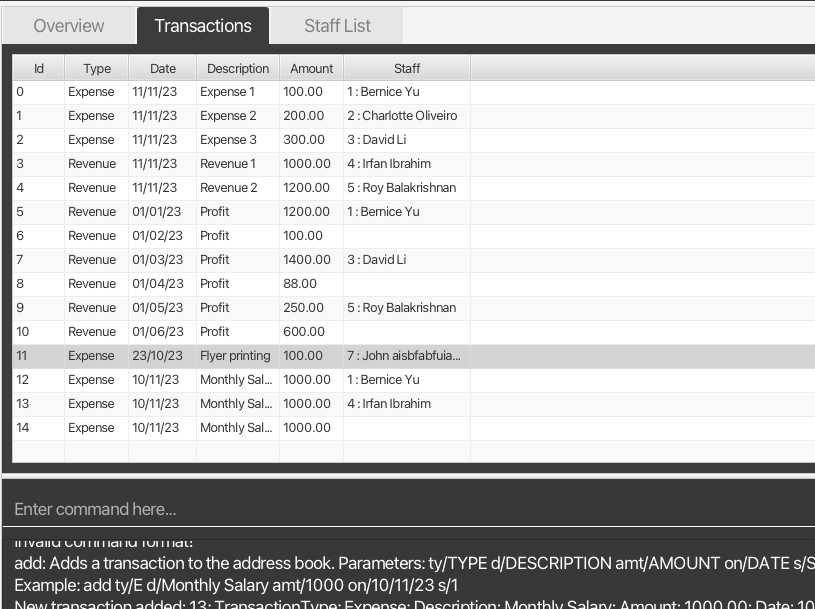 Overview Transactions Staff List
Id Type Date Description Amount Staff
0 Expense 11/11/23 Expense 1 100.00 1 : Bernice Yu
1 Expense 11/11/23 Expense 2 200.00 2 : Charlotte Oliveiro
2 Expense 11/11/23 Expense 3 300.00 3 : David Li
3 Revenue 11/11/23 Revenue 1 1000.00 4 : Irfan Ibrahim
4 Revenue 11/11/23 Revenue 2 1200.00 5 : Roy Balakrishnan
5 Revenue 01/01/23 Profit 1200.00 1 : Bernice Yu
6 Revenue 01/02/23 Profit 100.00
7 Revenue 01/03/23 Profit 1400.00 3 : David Li
8 Revenue 01/04/23 Profit 88.00
9 Revenue 01/05/23 Profit 250.00 5 : Roy Balakrishnan
10 Revenue 01/06/23 Profit 600.00
11 Expense 23/10/23 Flyer printing 100.00 7 : John aisbfabfuia...
12 Expense 10/11/23 Monthly Sal... 1000.00 1 : Bernice Yu
13 Expense 10/11/23 Monthly Sal... 1000.00 4 : Irfan Ibrahim
14 Expense 10/11/23 Monthly Sal... 1000.00
Enter command here...
Invalid command format!
add: Adds a transaction to the address book. Parameters: ty/TYPE d/DESCRIPTION amt/AMOUNT on/DATE s/S
Example: add ty/E d/Monthly Salary amt/1000 on/10/11/23 s/1
New transaction added: 13; TransactionType: Expense; Description: Monthly Salary; Amount: 1000.00; Date: 10